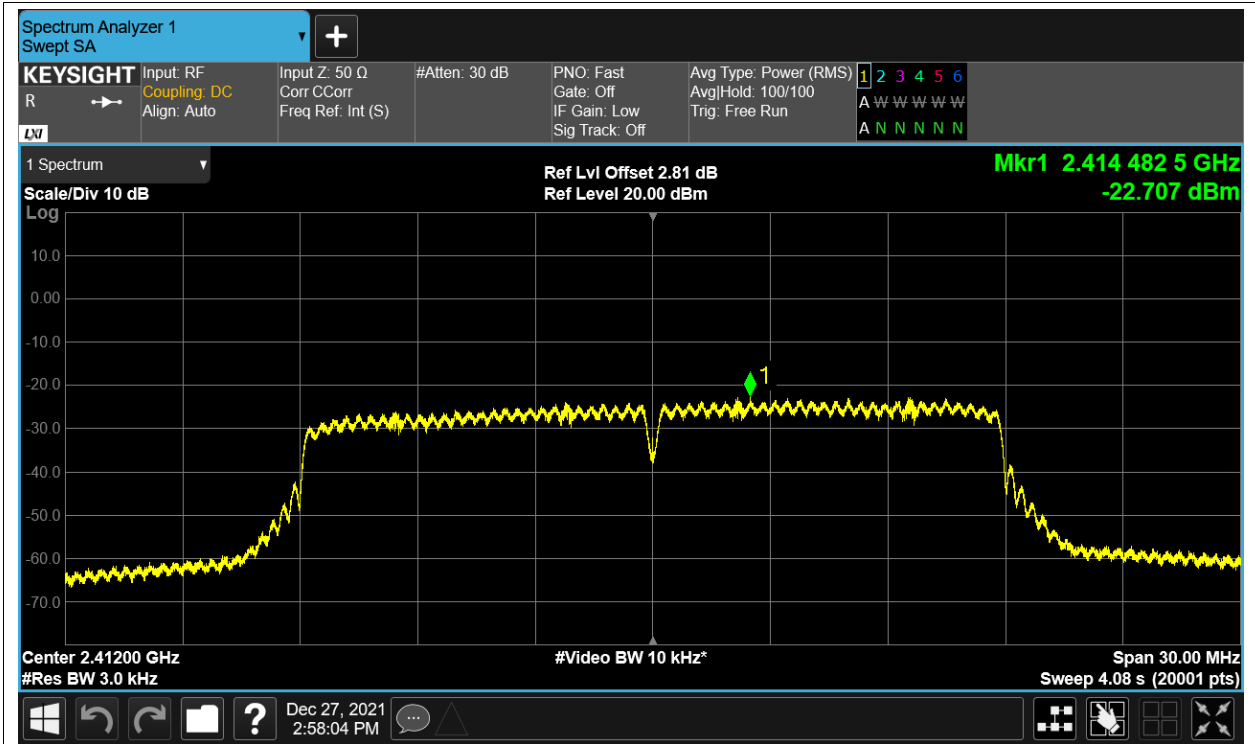 Spectrum Analyzer 1
Swept SA
KEYSIGHT
R
LXI
Input: RF
Coupling: DC
Align: Auto
Input Z: 50 Ω
Corr CCorr
Freq Ref: Int (S)
#Atten: 30 dB
PNO: Fast
Gate: Off
IF Gain: Low
Sig Track: Off
Avg Type: Power (RMS)
Avg|Hold: 100/100
Trig: Free Run
1 2 3 4 5 6
A W W W W W
A N N N N N
1 Spectrum
Scale/Div 10 dB
Ref Lvl Offset 2.81 dB
Ref Level 20.00 dBm
Mkr1 2.414 482 5 GHz
-22.707 dBm
Log
10.0
0.00
-10.0
-20.0
-30.0
-40.0
-50.0
-60.0
-70.0
1
Center 2.41200 GHz
#Res BW 3.0 kHz
#Video BW 10 kHz*
Span 30.00 MHz
Sweep 4.08 s (20001 pts)
?
Dec 27, 2021
2:58:04 PM